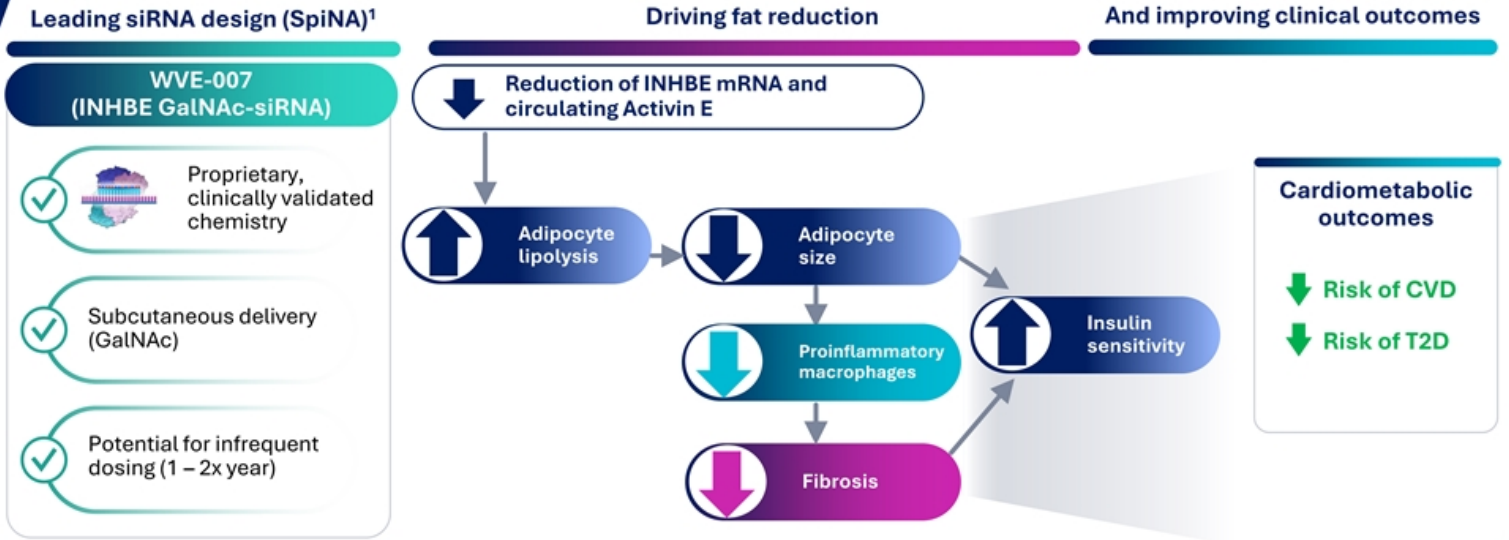 Leading siRNA design (SpiNA)¹
Driving fat reduction
And improving clinical outcomes
WVE-007
(INHBE GalNAc-siRNA)
Proprietary,
clinically validated
chemistry
Subcutaneous delivery
(GalNAc)
Potential for infrequent
dosing (1 – 2x year)
Reduction of INHBE mRNA and
circulating Activin E
Adipocyte
lipolysis
Adipocyte
size
Proinflammatory
macrophages
Fibrosis
Insulin
sensitivity
Cardiometabolic
outcomes
Risk of CVD
Risk of T2D